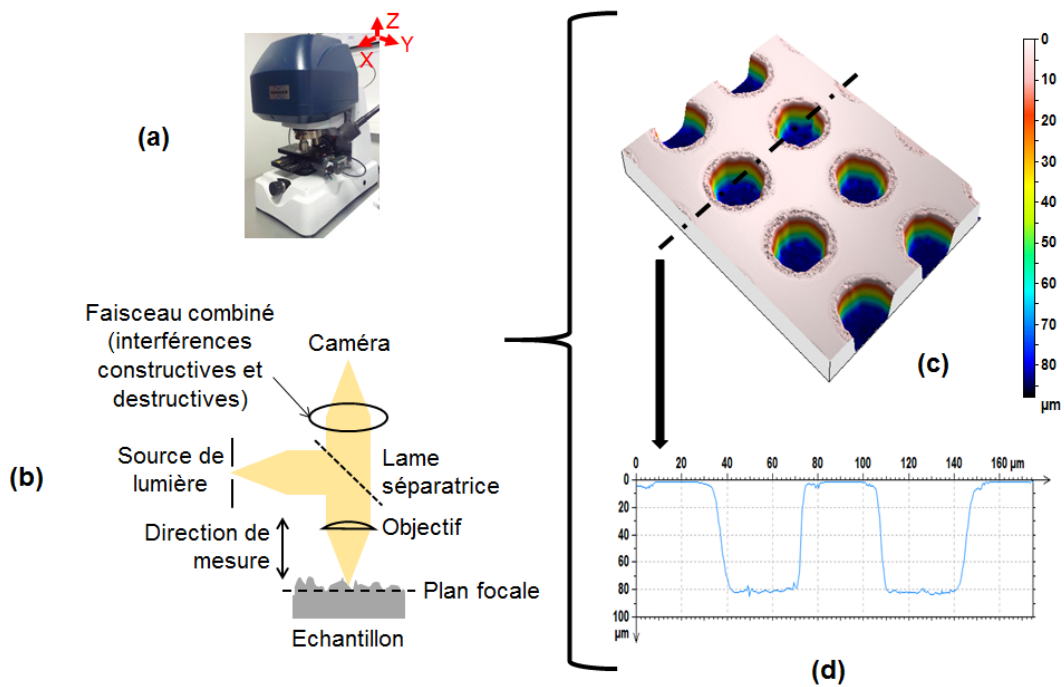 Z
X
Y
(a)
Faisceau combiné
(interférences
constructives et
destructives)
Caméra
(b)
Source de
lumière
Lame
séparatrice
Objectif
Direction de
mesure
Plan focale
Echantillon
0
10
20
30
40
50
60
70
80
µm
(c)
0 20 40 60 80 100 120 140 160 µm
0
20
40
60
80
100
µm
(d)